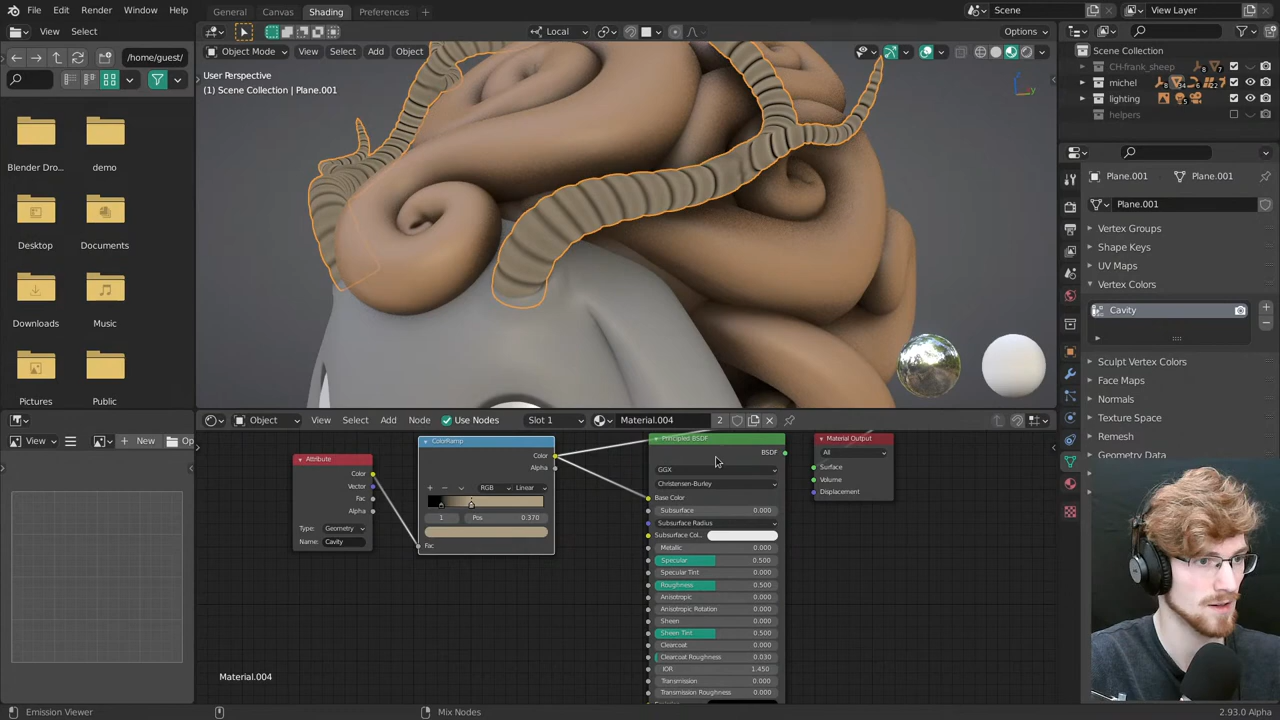 File Edit Render Window Help General Canvas Shading Preferences + Scene View Layer
View Select /home/guest/ Object Mode View Select Add Object Local Options
User Perspective
(1) Scene Collection | Plane.001
Scene Collection
CH-frank_sheep
michel
lighting
helpers
Blender Dro... demo
Desktop Documents
Downloads Music
Pictures Public
Plane.001 Plane.001
Plane.001
Vertex Groups
Shape Keys
UV Maps
Vertex Colors
Cavity
Sculpt Vertex Colors
Face Maps
Attributes
Normals
Texture Space
Remesh
Geometry Data
View New Op
Object View Select Add Node Use Nodes Slot 1 Material.004 2
Attribute
Color
Vector
Fac
Alpha
Type: Geometry
Name: Cavity
ColorRamp
Color
Alpha
RGB Linear
1 Pos 0.370
Fac
Principled BSDF
BSDF
GGX
Christensen-Burley
Base Color
Subsurface 0.000
Subsurface Radius
Subsurface Col...
Metallic 0.000
Specular 0.500
Specular Tint 0.000
Roughness 0.500
Anisotropic 0.000
Anisotropic Rotation 0.000
Sheen 0.000
Sheen Tint 0.500
Clearcoat 0.000
Clearcoat Roughness 0.030
IOR 1.450
Transmission 0.000
Transmission Roughness 0.000
Material Output
All
Surface
Volume
Displacement
Material.004
Emission Viewer Mix Nodes 2.93.0 Alpha